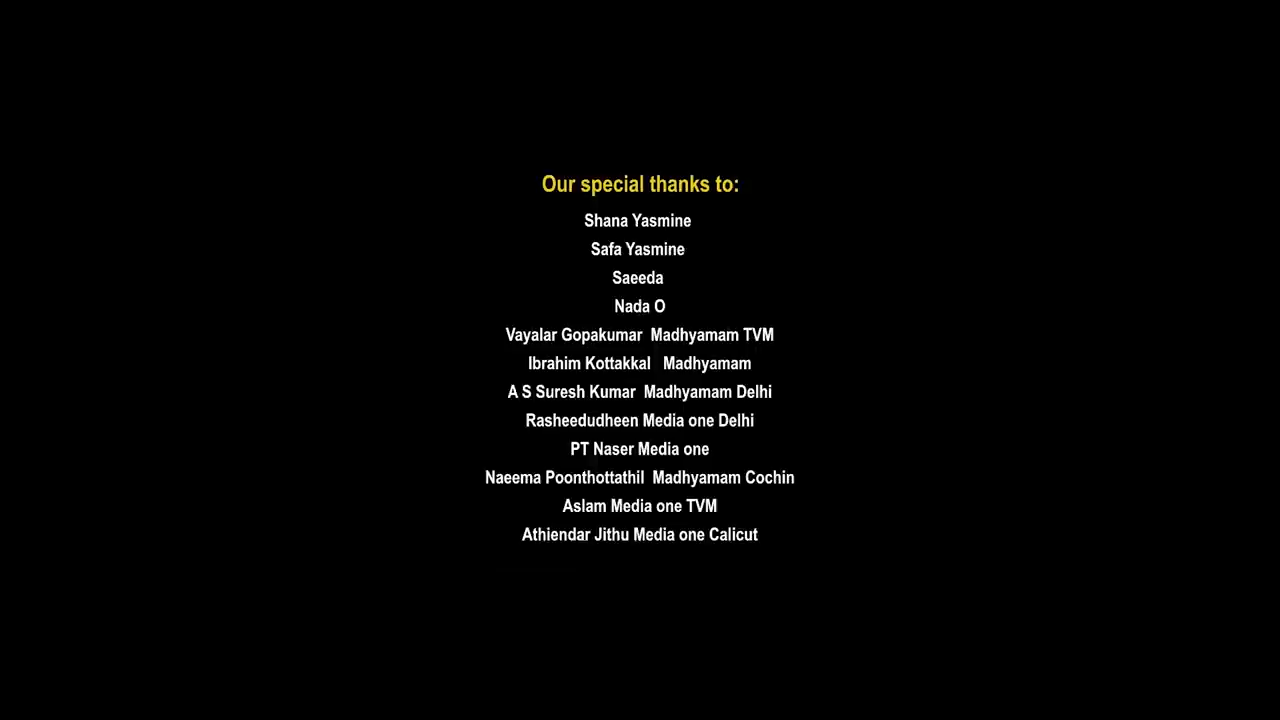 Our special thanks to:
Shana Yasmine
Safa Yasmine
Saeeda
Nada O
Vayalar Gopakumar  Madhyamam TVM
Ibrahim Kottakkal   Madhyamam
A S Suresh Kumar  Madhyamam Delhi
Rasheedudheen Media one Delhi
PT Naser Media one
Naeema Poonthottathil  Madhyamam Cochin
Aslam Media one TVM
Athiendar Jithu Media one Calicut